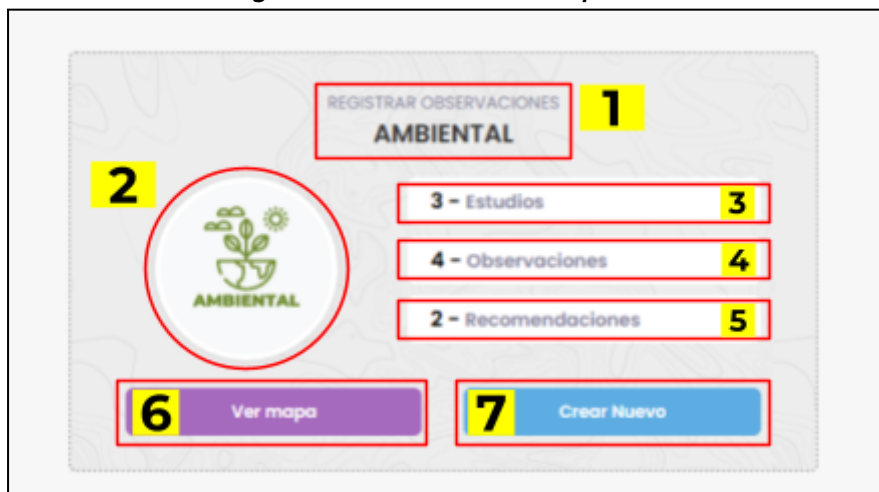 REGISTRAR OBSERVACIONES
AMBIENTAL
1
2
AMBIENTAL
3 - Estudios
3
4 - Observaciones
4
2 - Recomendaciones
5
6
Ver mapa
7
Crear Nuevo